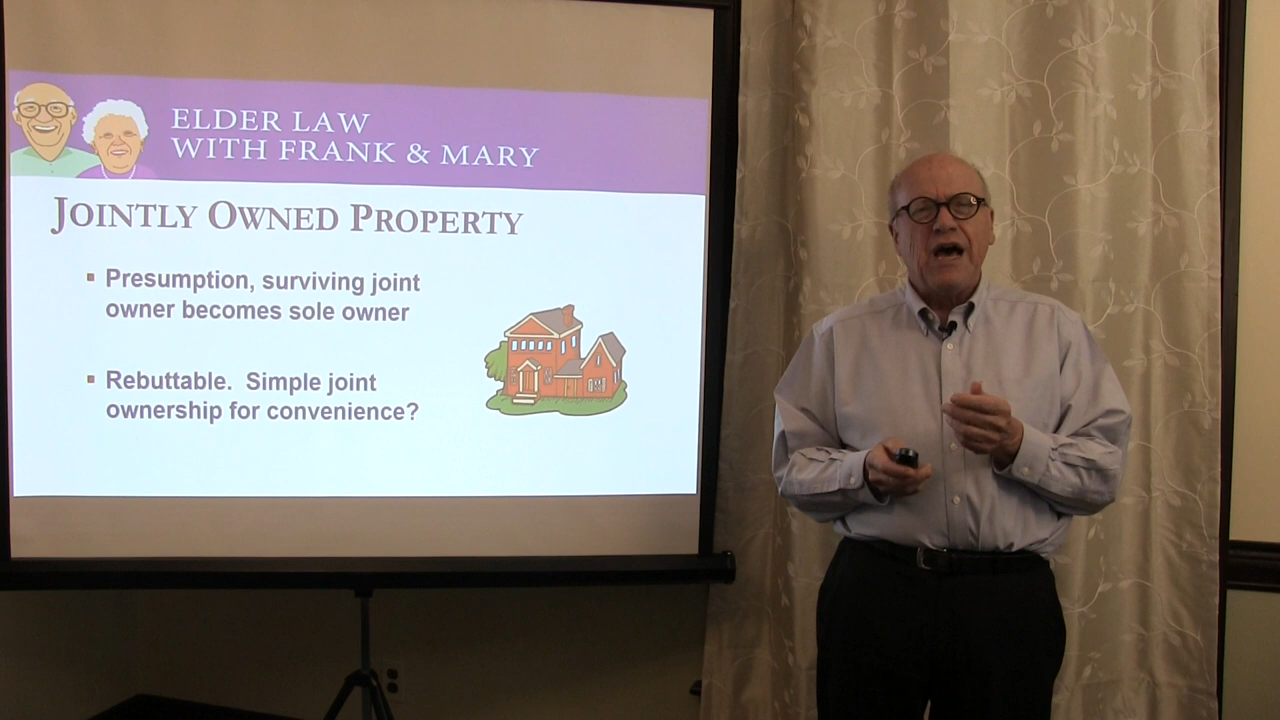 ELDER LAW
WITH FRANK & MARY
JOINTLY OWNED PROPERTY
Presumption, surviving joint
owner becomes sole owner
Rebuttable. Simple joint
ownership for convenience?